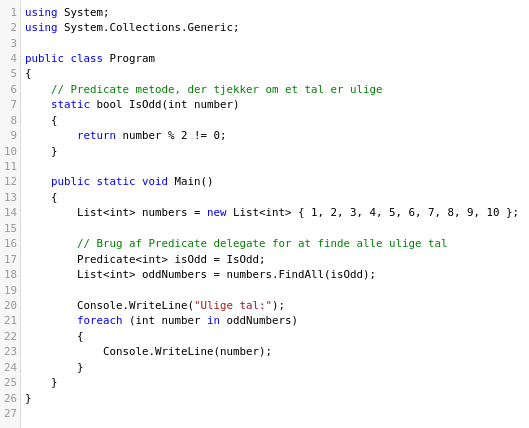 1 using System;
2 using System.Collections.Generic;
3
4 public class Program
5 {
6     // Predicate metode, der tjekker om et tal er ulige
7     static bool IsOdd(int number)
8     {
9         return number % 2 != 0;
10     }
11
12     public static void Main()
13     {
14         List<int> numbers = new List<int> { 1, 2, 3, 4, 5, 6, 7, 8, 9, 10 };
15
16         // Brug af Predicate delegate for at finde alle ulige tal
17         Predicate<int> isOdd = IsOdd;
18         List<int> oddNumbers = numbers.FindAll(isOdd);
19
20         Console.WriteLine("Ulige tal:");
21         foreach (int number in oddNumbers)
22         {
23             Console.WriteLine(number);
24         }
25     }
26 }
27